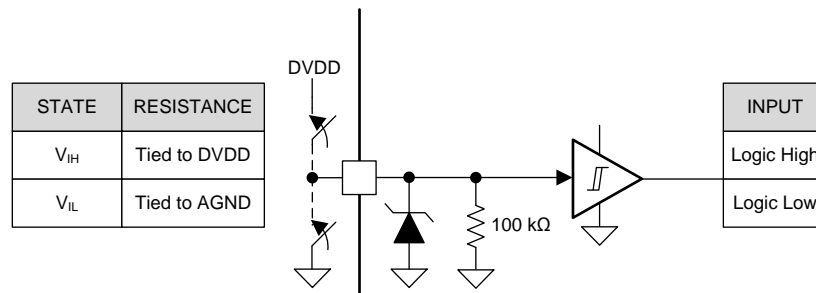 DVDD
STATE RESISTANCE
V_IH Tied to DVDD
V_IL Tied to AGND
100 kΩ
INPUT
Logic High
Logic Low